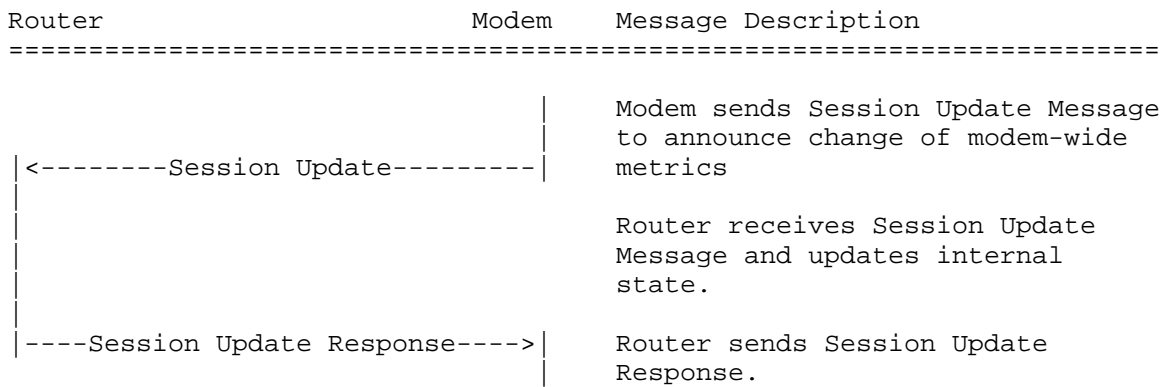 Router                       Modem    Message Description
========================================================================

                                 |    Modem sends Session Update Message
                                 |    to announce change of modem-wide
|<--------Session Update---------|    metrics
|
|                                     Router receives Session Update
|                                     Message and updates internal
|                                     state.
|
|----Session Update Response---->|    Router sends Session Update
                                 |    Response.